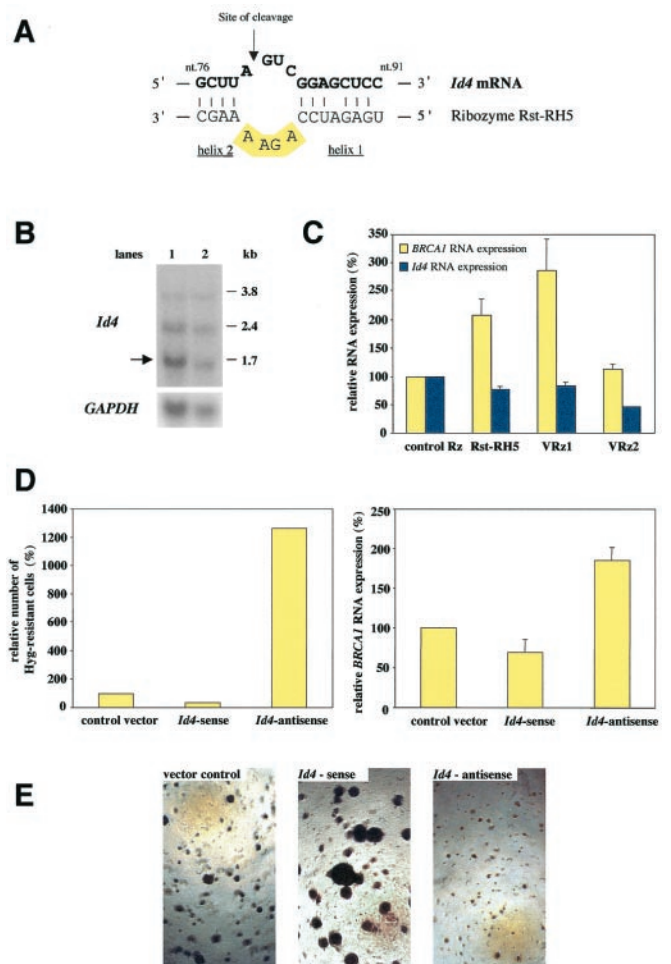 A
Site of cleavage
nt.76 A GU C nt.91
5' — GCUU GGAGCUCC — 3' Id4 mRNA
3' — CGAA CCUAGAGU — 5' Ribozyme Rst-RH5
A AG A
helix 2 helix 1
B
lanes 1 2 kb
3.8
Id4 2.4
1.7
GAPDH
C
relative RNA expression (%)
350
300
250
200
150
100
50
0
BRCA1 RNA expression
Id4 RNA expression
control Rz Rst-RH5 VRz1 VRz2
D
relative number of
Hyg-resistant cells (%)
1400
1200
1000
800
600
400
200
0
control vector Id4-sense Id4-antisense
relative BRCA1 RNA expression (%)
250
200
150
100
50
0
control vector Id4-sense Id4-antisense
E
vector control Id4 - sense Id4 - antisense